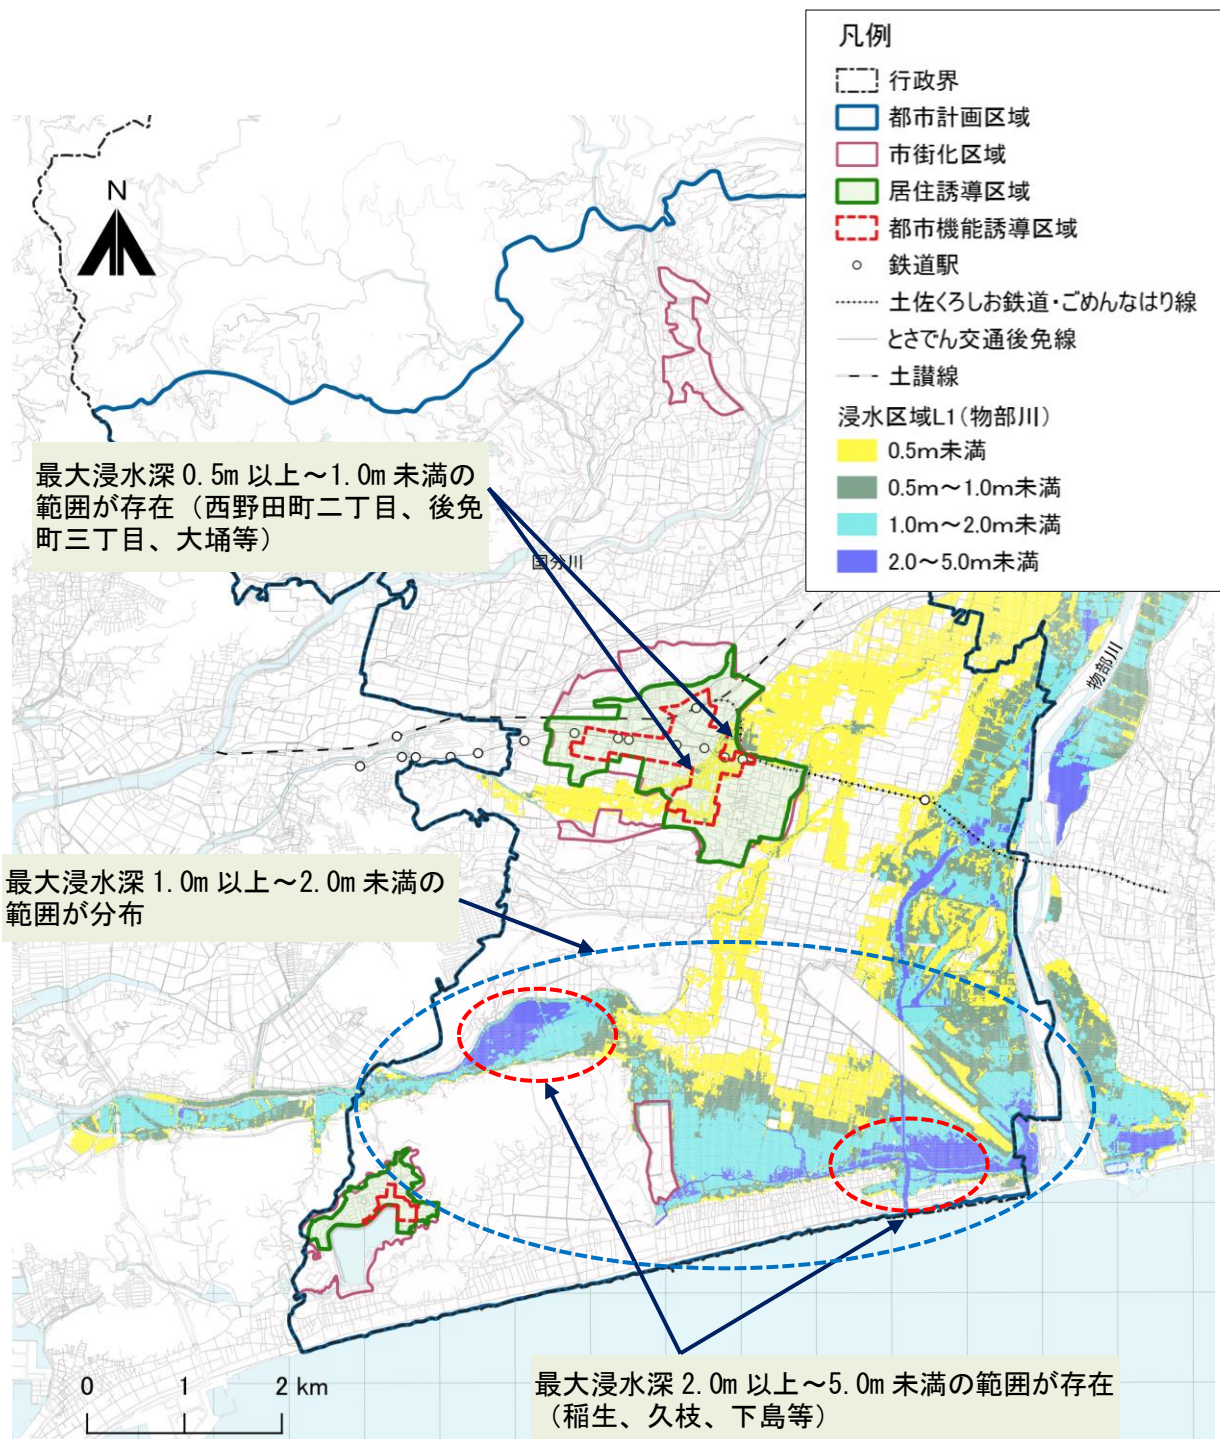 凡例
行政界
都市計画区域
市街化区域
居住誘導区域
都市機能誘導区域
鉄道駅
土佐くろしお鉄道・ごめんなはり線
とさでん交通後免線
土讃線
浸水区域L1(物部川)
0.5m未満
0.5m～1.0m未満
1.0m～2.0m未満
2.0～5.0m未満
N
最大浸水深 0.5m 以上～1.0m 未満の
範囲が存在（西野田町二丁目、後免
町三丁目、大埇等）
国分川
物部川
最大浸水深 1.0m 以上～2.0m 未満の
範囲が分布
最大浸水深 2.0m 以上～5.0m 未満の範囲が存在
（稲生、久枝、下島等）
0 1 2 km